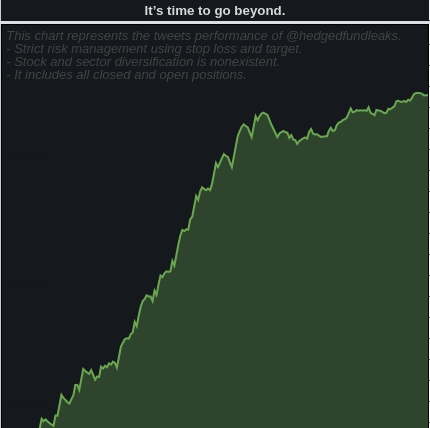 It's time to go beyond.
This chart represents the tweets performance of @hedgedfundleaks.
- Strict risk management using stop loss and target.
- Stock and sector diversification is nonexistent.
- It includes all closed and open positions.